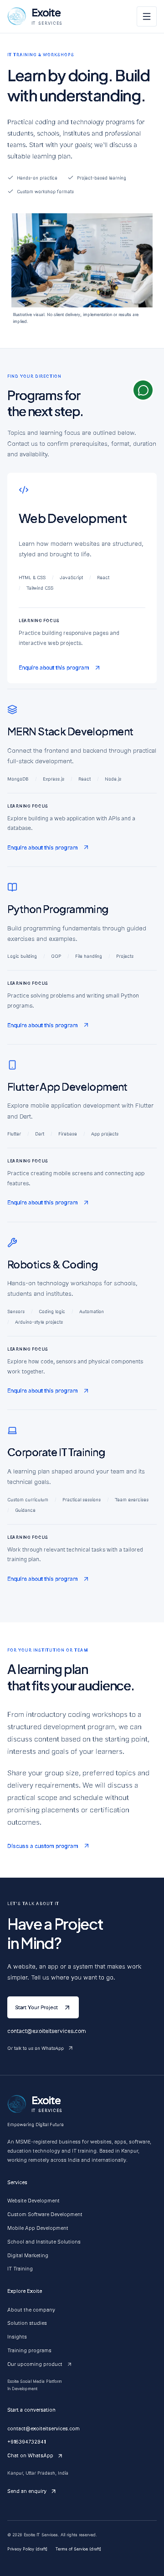 Exoite
IT SERVICES
IT TRAINING & WORKSHOPS
Learn by doing. Build
with understanding.
Practical coding and technology programs for
students, schools, institutes and professional
teams. Start with your goals; we'll discuss a
suitable learning plan.
Hands-on practice
Project-based learning
Custom workshop formats
Illustrative visual. No client delivery, implementation or results are
implied.
FIND YOUR DIRECTION
Programs for
the next step.
Topics and learning focus are outlined below.
Contact us to confirm prerequisites, format, duration
and availability.
Web Development
Learn how modern websites are structured,
styled and brought to life.
HTML & CSS
JavaScript
React
Tailwind CSS
LEARNING FOCUS
Practice building responsive pages and
interactive web projects.
Enquire about this program
MERN Stack Development
Connect the frontend and backend through practical
full-stack development.
MongoDB
Express.js
React
Node.js
LEARNING FOCUS
Explore building a web application with APIs and a
database.
Enquire about this program
Python Programming
Build programming fundamentals through guided
exercises and examples.
Logic building
OOP
File handling
Projects
LEARNING FOCUS
Practice solving problems and writing small Python
programs.
Enquire about this program
Flutter App Development
Explore mobile application development with Flutter
and Dart.
Flutter
Dart
Firebase
App projects
LEARNING FOCUS
Practice creating mobile screens and connecting app
features.
Enquire about this program
Robotics & Coding
Hands-on technology workshops for schools,
students and institutes.
Sensors
Coding logic
Automation
Arduino-style projects
LEARNING FOCUS
Explore how code, sensors and physical components
work together.
Enquire about this program
Corporate IT Training
A learning plan shaped around your team and its
technical goals.
Custom curriculum
Practical sessions
Team exercises
Guidance
LEARNING FOCUS
Work through relevant technical tasks with a tailored
training plan.
Enquire about this program
FOR YOUR INSTITUTION OR TEAM
A learning plan
that fits your audience.
From introductory coding workshops to a
structured development program, we can
discuss content based on the starting point,
interests and goals of your learners.
Share your group size, preferred topics and
delivery requirements. We will discuss a
practical scope and schedule without
promising placements or certification
outcomes.
Discuss a custom program
LET'S TALK ABOUT IT
Have a Project
in Mind?
A website, an app or a system that makes work
simpler. Tell us where you want to go.
Start Your Project
contact@exoiteitservices.com
Or talk to us on WhatsApp
Exoite
IT SERVICES
Empowering Digital Future.
An MSME-registered business for websites, apps, software,
education technology and IT training. Based in Kanpur,
working remotely across India and internationally.
Services
Website Development
Custom Software Development
Mobile App Development
School and Institute Solutions
Digital Marketing
IT Training
Explore Exoite
About the company
Solution studies
Insights
Training programs
Our upcoming product
Exoite Social Media Platform
In Development
Start a conversation
contact@exoiteitservices.com
Chat on WhatsApp
Kanpur, Uttar Pradesh, India
Send an enquiry
© 2026 Exoite IT Services. All rights reserved.
Privacy Policy (draft)
Terms of Service (draft)